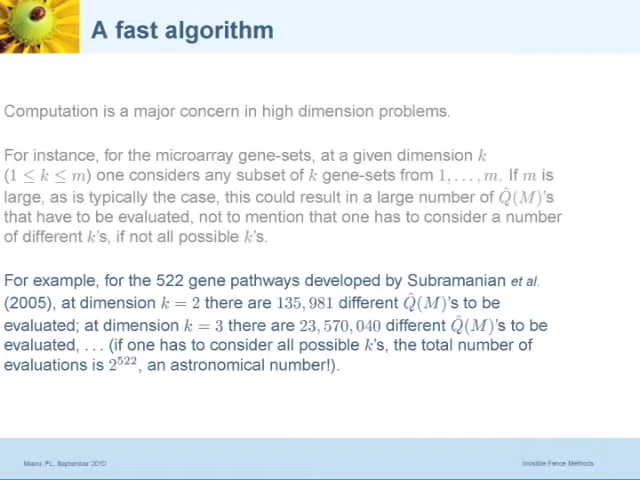 A fast algorithm
Computation is a major concern in high dimension problems.
For instance, for the microarray gene-sets, at a given dimension k
(1 ≤ k ≤ m) one considers any subset of k gene-sets from 1, . . . , m. If m is
large, as is typically the case, this could result in a large number of Q̂(M)'s
that have to be evaluated, not to mention that one has to consider a number
of different k's, if not all possible k's.
For example, for the 522 gene pathways developed by Subramanian et al.
(2005), at dimension k = 2 there are 135, 981 different Q̂(M)'s to be
evaluated; at dimension k = 3 there are 23, 570, 040 different Q̂(M)'s to be
evaluated, . . . (if one has to consider all possible k's, the total number of
evaluations is 2^522, an astronomical number!).
Miami, FL, September 2010
Invisible Fence Methods